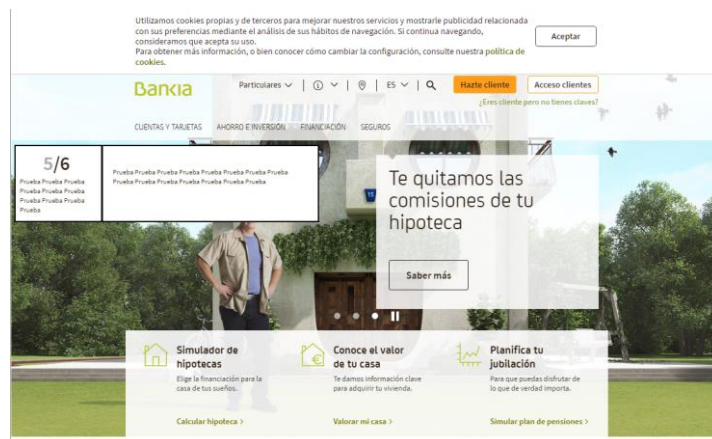 Utilizamos cookies propias y de terceros para mejorar nuestros servicios y mostrarle publicidad relacionada
con sus preferencias mediante el análisis de sus hábitos de navegación. Si continua navegando,
consideramos que acepta su uso.
Para obtener más información, o bien conocer cómo cambiar la configuración, consulte nuestra política de
cookies.
Aceptar
Bankia
Particulares
ES
Hazte cliente
Acceso clientes
¿Eres cliente pero no tienes claves?
CUENTAS Y TARJETAS AHORRO E INVERSIÓN FINANCIACIÓN SEGUROS
5/6
Prueba Prueba Prueba
Prueba Prueba Prueba
Prueba Prueba Prueba
Prueba
Prueba Prueba Prueba Prueba Prueba Prueba Prueba Prueba
Prueba Prueba Prueba Prueba Prueba Prueba Prueba
15
Te quitamos las
comisiones de tu
hipoteca
Saber más
Simulador de
hipotecas
Elige la financiación para la
casa de tus sueños.
Calcular hipoteca >
Conoce el valor
de tu casa
Te damos información clave
para adquirir tu vivienda.
Valorar mi casa >
Planifica tu
jubilación
Para que puedas disfrutar de
lo que de verdad importa.
Simular plan de pensiones >